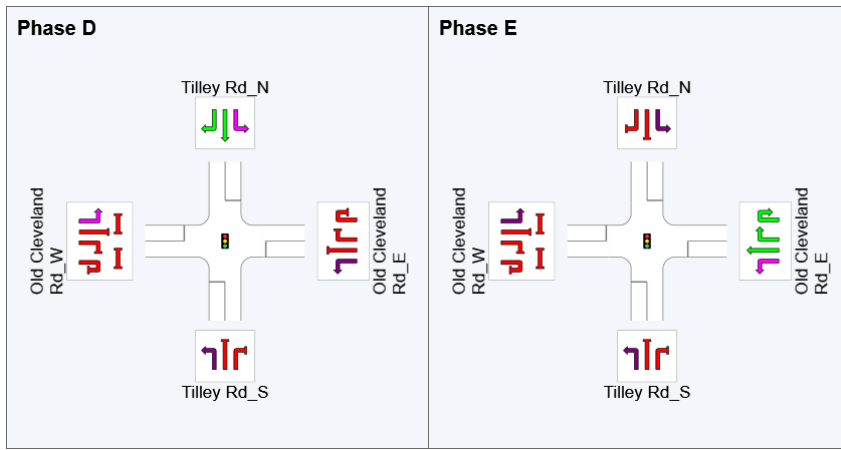 Phase D
Tilley Rd_N
Old Cleveland
Rd_W
Old Cleveland
Rd_E
Tilley Rd_S
Phase E
Tilley Rd_N
Old Cleveland
Rd_W
Old Cleveland
Rd_E
Tilley Rd_S